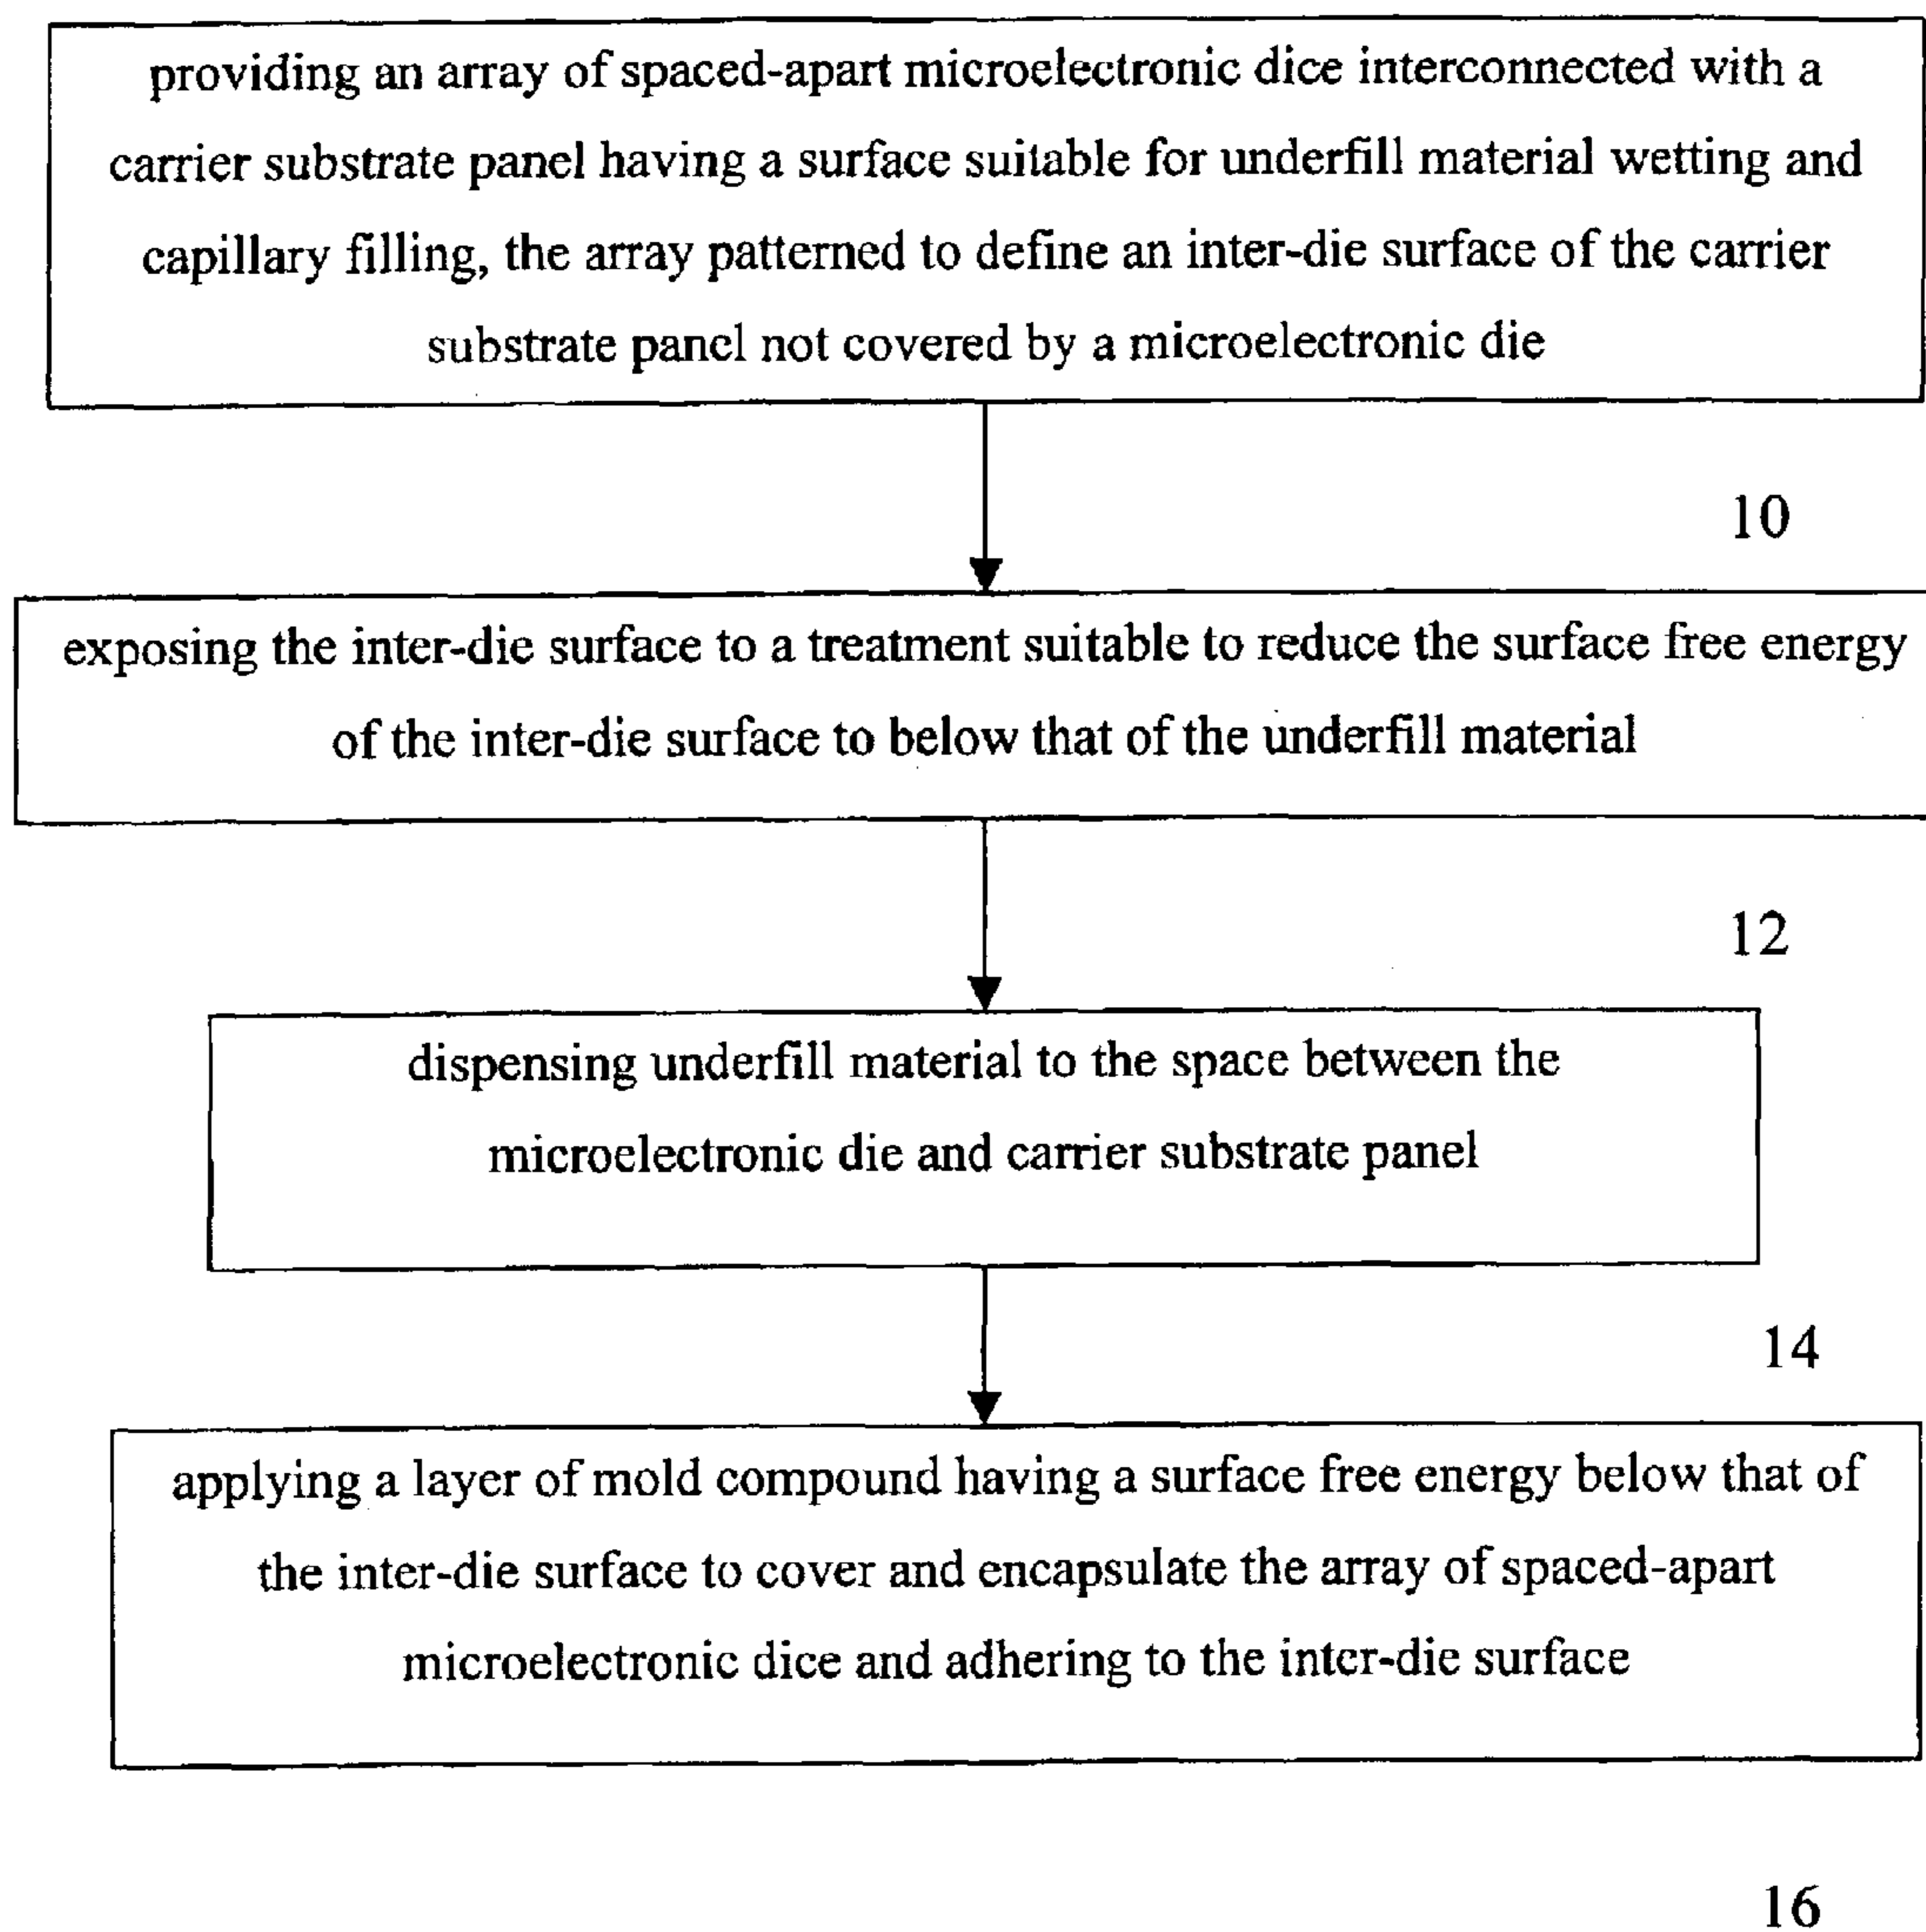 providing an array of spaced-apart microelectronic dice interconnected with a
carrier substrate panel having a surface suitable for underfill material wetting and
capillary filling, the array patterned to define an inter-die surface of the carrier
substrate panel not covered by a microelectronic die
10
exposing the inter-die surface to a treatment suitable to reduce the surface free energy
of the inter-die surface to below that of the underfill material
12
dispensing underfill material to the space between the
microelectronic die and carrier substrate panel
14
applying a layer of mold compound having a surface free energy below that of
the inter-die surface to cover and encapsulate the array of spaced-apart
microelectronic dice and adhering to the inter-die surface
16